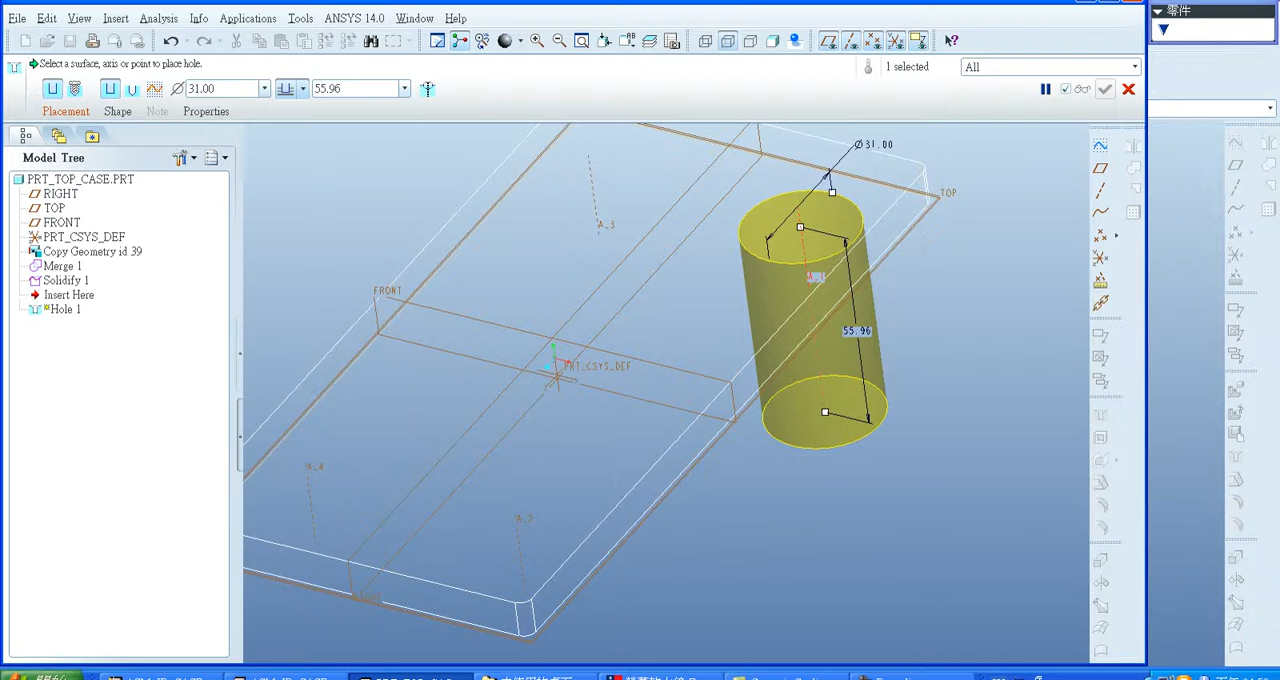 File Edit View Insert Analysis Info Applications Tools ANSYS 14.0 Window Help
零件
Select a surface, axis or point to place hole.
1 selected
All
31.00
55.96
Placement Shape Note Properties
Model Tree
PRT_TOP_CASE.PRT
RIGHT
TOP
FRONT
PRT_CSYS_DEF
Copy Geometry id 39
Merge 1
Solidify 1
Insert Here
Hole 1
Ø31.00
TOP
A_3
A_1
FRONT
55.96
PRT_CSYS_DEF
A_4
A_2
RIGHT